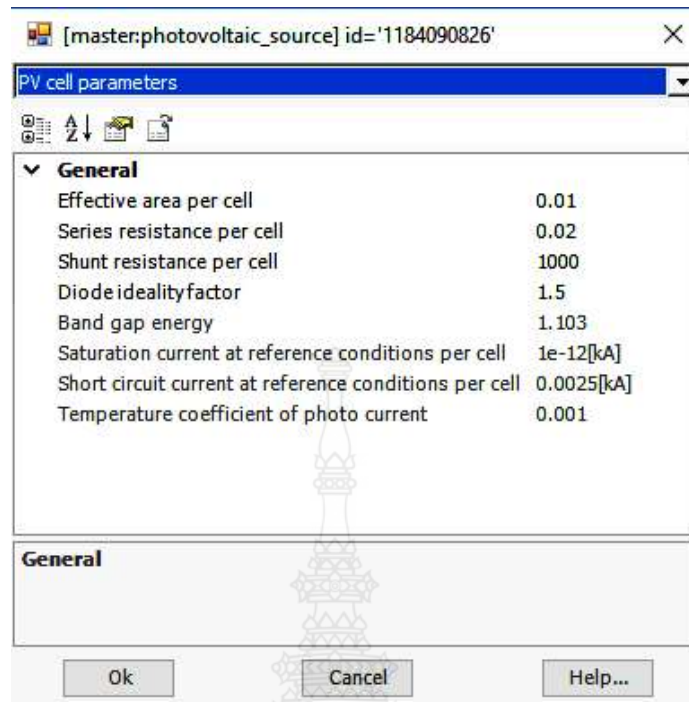 [master:photovoltaic_source] id='1184090826'
PV cell parameters
General
Effective area per cell 0.01
Series resistance per cell 0.02
Shunt resistance per cell 1000
Diode ideality factor 1.5
Band gap energy 1.103
Saturation current at reference conditions per cell 1e-12[kA]
Short circuit current at reference conditions per cell 0.0025[kA]
Temperature coefficient of photo current 0.001
General
Ok Cancel Help...